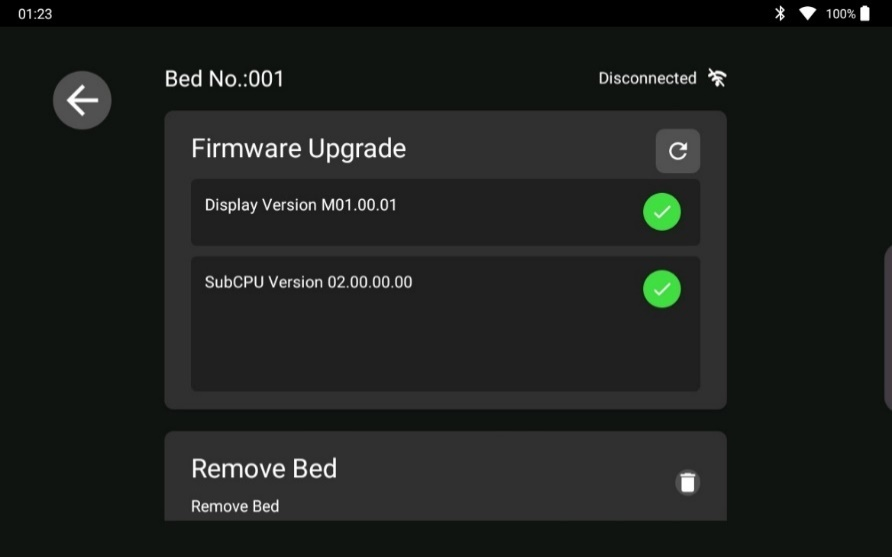 01:23
100%
Bed No.:001
Disconnected
Firmware Upgrade
Display Version M01.00.01
SubCPU Version 02.00.00.00
Remove Bed
Remove Bed